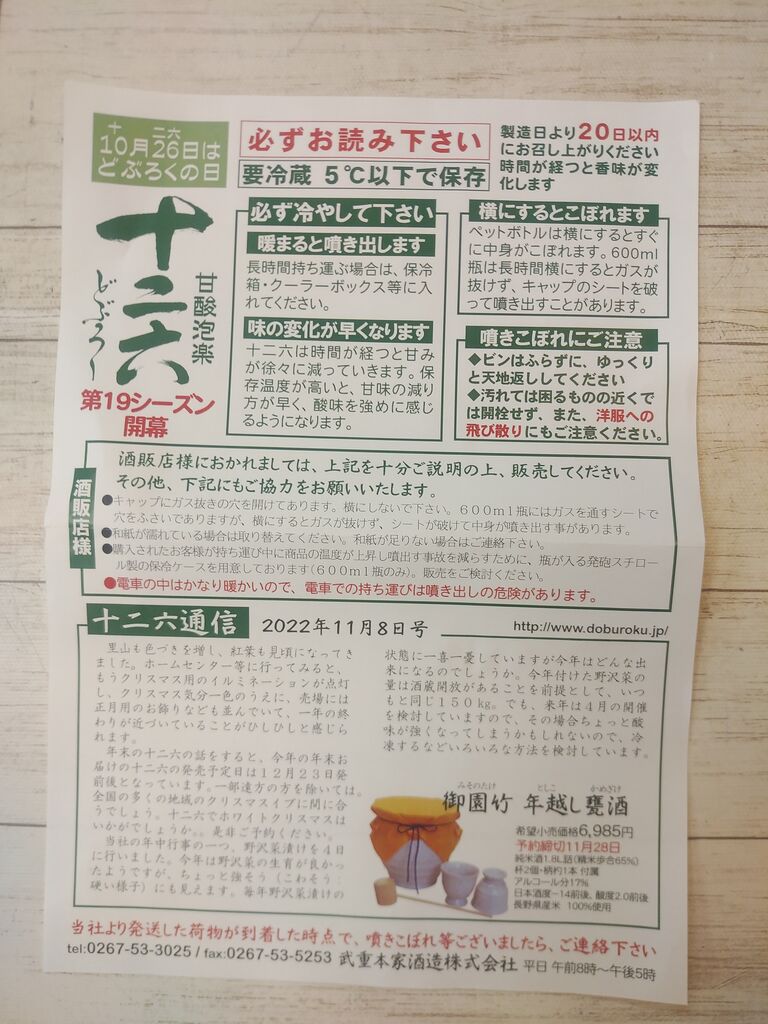 十 二六
10月26日は
どぶろくの日
十二六
どぶろく
甘酸泡楽
第19シーズン
開幕
必ずお読み下さい
要冷蔵 5℃以下で保存
製造日より20日以内
にお召し上がりください
時間が経つと香味が変
化します
必ず冷やして下さい
暖まると噴き出します
長時間持ち運ぶ場合は、保冷
箱・クーラーボックス等に入
れてください。
味の変化が早くなります
十二六は時間が経つと甘み
が徐々に減っていきます。保
存温度が高いと、甘味の減り
方が早く、酸味を強めに感じ
るようになります。
横にするとこぼれます
ペットボトルは横にするとすぐ
に中身がこぼれます。600ml
瓶は長時間横にするとガスが
抜けず、キャップのシートを破
って噴き出すことがあります。
噴きこぼれにご注意
◆ビンはふらずに、ゆっくり
と天地返ししてください
◆汚れては困るものの近くで
は開栓せず、また、洋服への
飛び散りにもご注意ください。
酒販店様
酒販店様におかれましては、上記を十分ご説明の上、販売してください。
その他、下記にもご協力をお願いいたします。
●キャップにガス抜きの穴を開けてあります。横にしないで下さい。600ml瓶にはガスを通すシートで
穴をふさいでありますが、横にするとガスが抜けず、シートが破けて中身が噴き出す事があります。
●和紙が濡れている場合は取り替えてください。和紙が足りない場合はご連絡下さい。
●購入されたお客様が持ち運び中に商品の温度が上昇し噴出す事故を減らすために、瓶が入る発砲スチロー
ル製の保冷ケースを用意しております(600ml瓶のみ)。販売をご検討ください。
●電車の中はかなり暖かいので、電車での持ち運びは噴き出しの危険があります。
十二六通信 2022年11月8日号 http://www.doburoku.jp/
里山も色づきを増し、紅葉も見頃になってき
ました。ホームセンター等に行ってみると、
もうクリスマス用のイルミネーションが点灯
し、クリスマス気分一色のうえに、売場には
正月用のお飾りなども並んでいて、一年の終
わりが近づいていることがひしひしと感じら
れます。
年末の十二六の話をすると、今年の年末お
届けの十二六の発売予定日は12月23日発
前後となっています。一部遠方の方を除いては、
全国の多くの地域のクリスマスイブに間に合
うでしょう。十二六でホワイトクリスマスは
いかがでしょうか。。是非ご予約ください。
当社の年中行事の一つ、野沢菜漬けを4日
に行いました。今年は野沢菜の生育が良かっ
たようですが、ちょっと強そう(こわそう:
硬い様子)にも見えます。毎年野沢菜漬けの
状態に一喜一憂していますが今年はどんな出
来になるのでしょうか。今年付けた野沢菜の
量は酒蔵開放があることを前提として、いつ
もと同じ150kg。でも、来年は4月の開催
を検討していますので、その場合ちょっと酸
味が強くなってしまうかもしれないので、冷
凍するなどいろいろな方法を検討しています。
みそのたけ としこ かめざけ
御園竹 年越し甕酒
希望小売価格6,985円
予約締切11月28日
純米酒1.8L詰(精米歩合65%)
杯2個・柄杓1本 付属
アルコール分17%
日本酒度−14前後、酸度2.0前後
長野県産米 100%使用
当社より発送した荷物が到着した時点で、噴きこぼれ等ございましたら、ご連絡下さい
tel:0267-53-3025 / fax:0267-53-5253 武重本家酒造株式会社 平日 午前8時〜午後5時